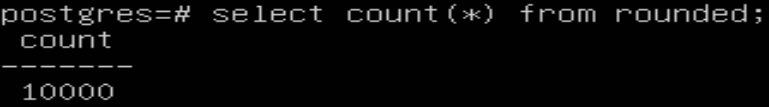 postgres=# select count(*) from rounded;
count
-------
10000